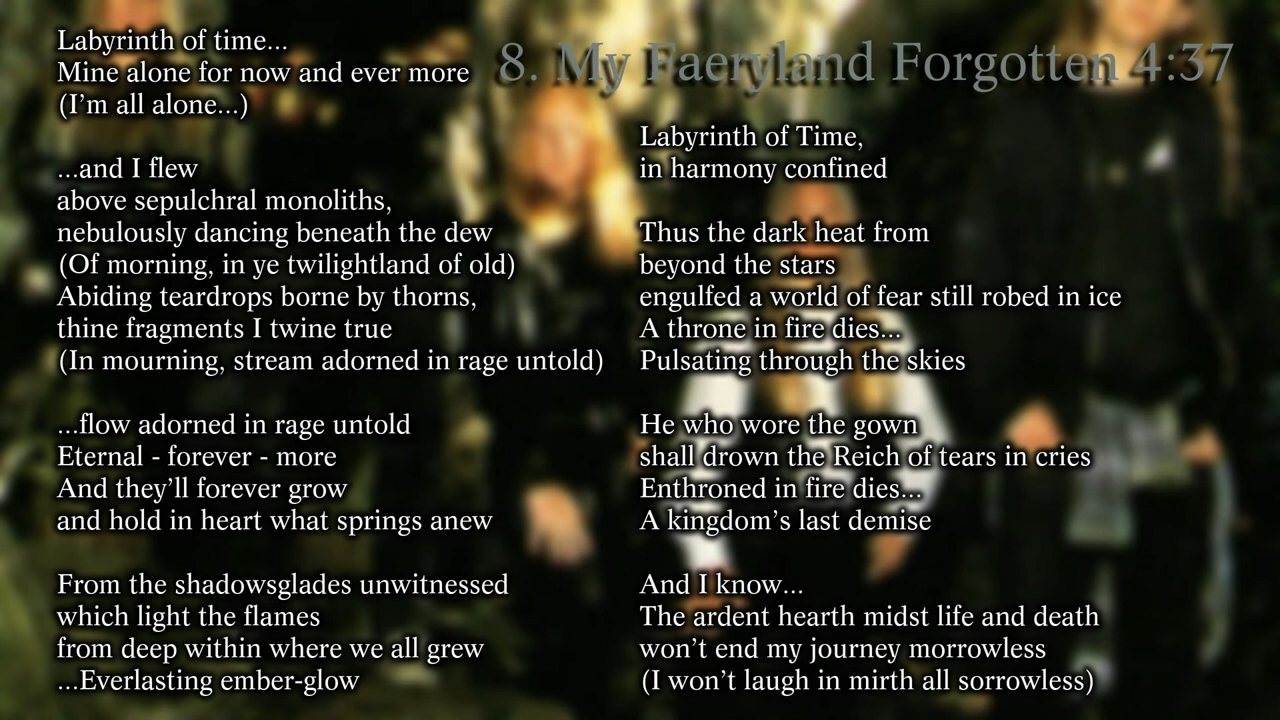 8. My Faeryland Forgotten 4:37
Labyrinth of time...
Mine alone for now and ever more
(I'm all alone...)
...and I flew
above sepulchral monoliths,
nebulously dancing beneath the dew
(Of morning, in ye twilightland of old)
Abiding teardrops borne by thorns,
thine fragments I twine true
(In mourning, stream adorned in rage untold)
...flow adorned in rage untold
Eternal - forever - more
And they'll forever grow
and hold in heart what springs anew
From the shadowsglades unwitnessed
which light the flames
from deep within where we all grew
...Everlasting ember-glow
Labyrinth of Time,
in harmony confined
Thus the dark heat from
beyond the stars
engulfed a world of fear still robed in ice
A throne in fire dies...
Pulsating through the skies
He who wore the gown
shall drown the Reich of tears in cries
Enthroned in fire dies...
A kingdom's last demise
And I know...
The ardent hearth midst life and death
won't end my journey morrowless
(I won't laugh in mirth all sorrowless)